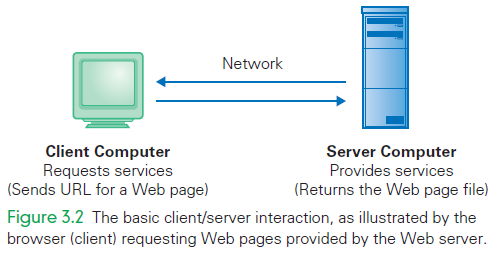 Network
Client Computer
Requests services
(Sends URL for a Web page)
Server Computer
Provides services
(Returns the Web page file)
Figure 3.2 The basic client/server interaction, as illustrated by the
browser (client) requesting Web pages provided by the Web server.